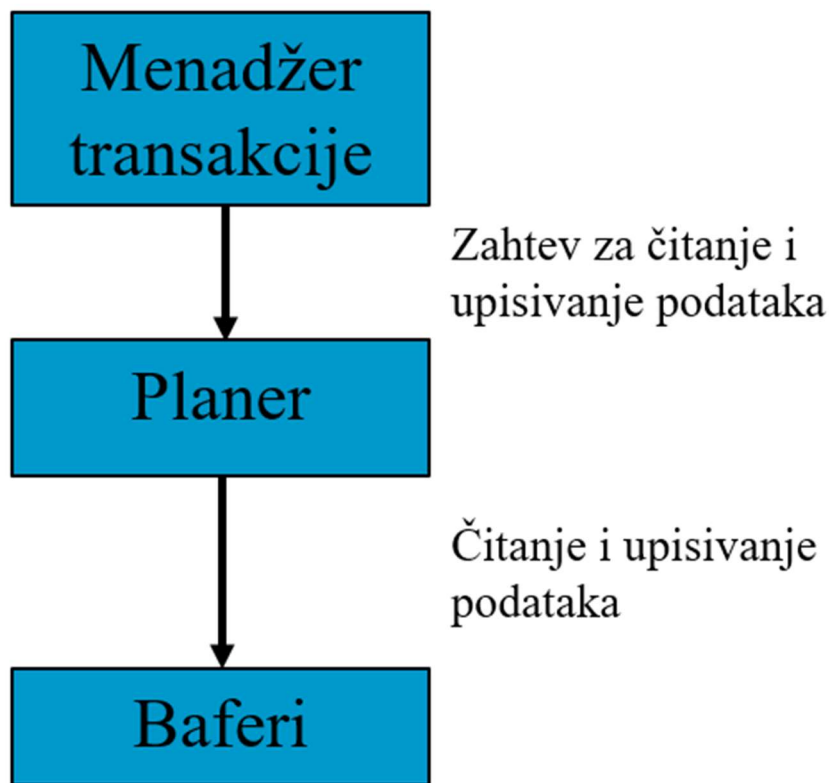 Menadžer
transakcije
Zahtev za čitanje i
upisivanje podataka
Planer
Čitanje i upisivanje
podataka
Baferi